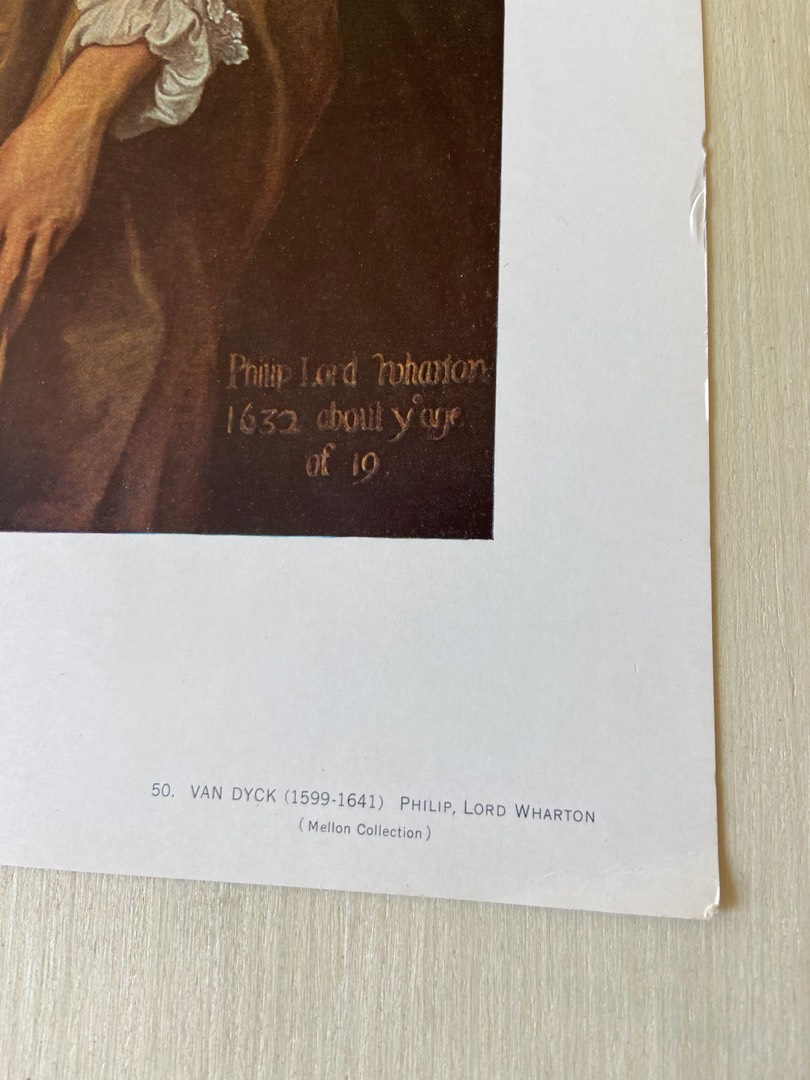 Philip Lord Wharton
1632 about yᵉ age
of 19.
50. VAN DYCK (1599-1641) PHILIP, LORD WHARTON
(Mellon Collection)